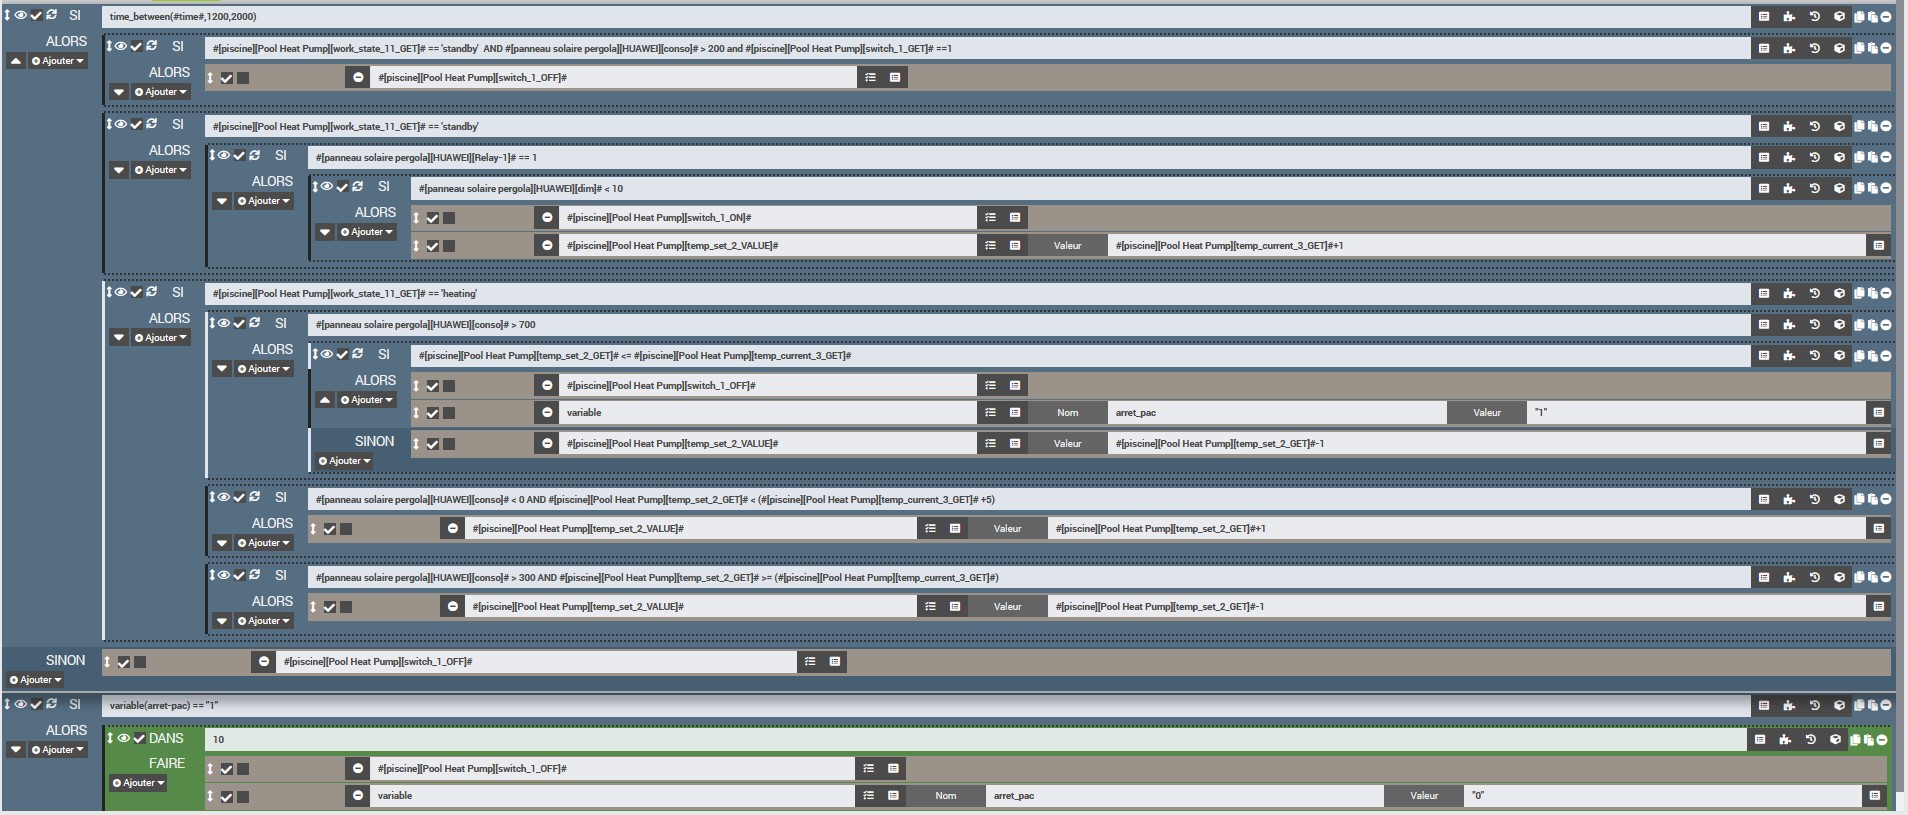 SI time_between(#time#,1200,2000)
ALORS
Ajouter
SI #[piscine][Pool Heat Pump][work_state_11_GET]# == 'standby' AND #[panneau solaire pergola][HUAWEI][conso]# > 200 and #[piscine][Pool Heat Pump][switch_1_GET]# ==1
ALORS #[piscine][Pool Heat Pump][switch_1_OFF]#
Ajouter
SI #[piscine][Pool Heat Pump][work_state_11_GET]# == 'standby'
ALORS
Ajouter
SI #[panneau solaire pergola][HUAWEI][Relay-1]# == 1
ALORS
Ajouter
SI #[panneau solaire pergola][HUAWEI][dim]# < 10
ALORS #[piscine][Pool Heat Pump][switch_1_ON]#
Ajouter
#[piscine][Pool Heat Pump][temp_set_2_VALUE]# Valeur #[piscine][Pool Heat Pump][temp_current_3_GET]#+1
SI #[piscine][Pool Heat Pump][work_state_11_GET]# == 'heating'
ALORS
Ajouter
SI #[panneau solaire pergola][HUAWEI][conso]# > 700
ALORS
Ajouter
SI #[piscine][Pool Heat Pump][temp_set_2_GET]# <= #[piscine][Pool Heat Pump][temp_current_3_GET]#
ALORS #[piscine][Pool Heat Pump][switch_1_OFF]#
Ajouter
variable Nom arret_pac Valeur "1"
SINON #[piscine][Pool Heat Pump][temp_set_2_VALUE]# Valeur #[piscine][Pool Heat Pump][temp_set_2_GET]#-1
Ajouter
SI #[panneau solaire pergola][HUAWEI][conso]# < 0 AND #[piscine][Pool Heat Pump][temp_set_2_GET]# < (#[piscine][Pool Heat Pump][temp_current_3_GET]# +5)
ALORS #[piscine][Pool Heat Pump][temp_set_2_VALUE]# Valeur #[piscine][Pool Heat Pump][temp_set_2_GET]#+1
Ajouter
SI #[panneau solaire pergola][HUAWEI][conso]# > 300 AND #[piscine][Pool Heat Pump][temp_set_2_GET]# >= (#[piscine][Pool Heat Pump][temp_current_3_GET]#)
ALORS #[piscine][Pool Heat Pump][temp_set_2_VALUE]# Valeur #[piscine][Pool Heat Pump][temp_set_2_GET]#-1
Ajouter
SINON #[piscine][Pool Heat Pump][switch_1_OFF]#
Ajouter
SI variable(arret-pac) == "1"
ALORS
Ajouter
DANS 10
FAIRE #[piscine][Pool Heat Pump][switch_1_OFF]#
Ajouter
variable Nom arret_pac Valeur "0"